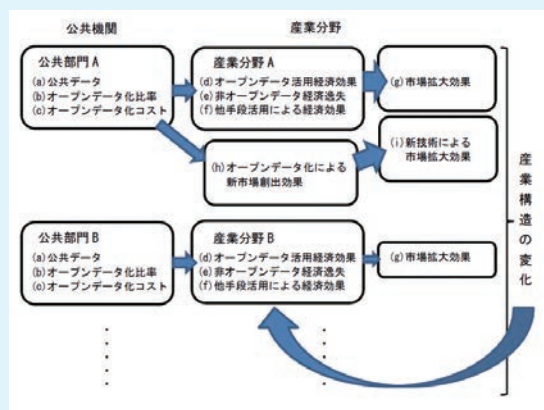 公共機関
産業分野
公共部門 A
(a) 公共データ
(b) オープンデータ化比率
(c) オープンデータ化コスト
産業分野 A
(d) オープンデータ活用経済効果
(e) 非オープンデータ経済逸失
(f) 他手段活用による経済効果
(g) 市場拡大効果
(h) オープンデータ化による
新市場創出効果
(i) 新技術による
市場拡大効果
公共部門 B
(a) 公共データ
(b) オープンデータ化比率
(c) オープンデータ化コスト
産業分野 B
(d) オープンデータ活用経済効果
(e) 非オープンデータ経済逸失
(f) 他手段活用による経済効果
(g) 市場拡大効果
産業構造の変化